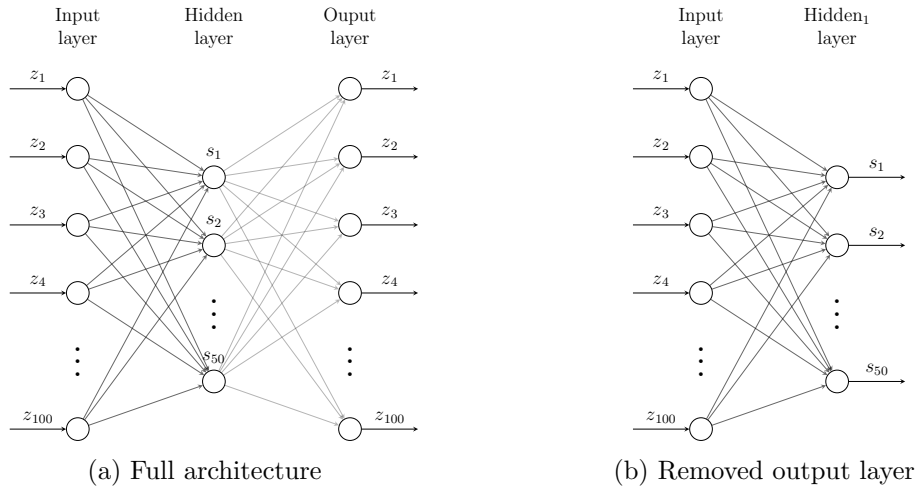 Input layer
Hidden layer
Ouput layer
z₁
z₂
z₃
z₄
z₁₀₀
s₁
s₂
s₅₀
z₁
z₂
z₃
z₄
z₁₀₀
(a) Full architecture
Input layer
Hidden₁ layer
z₁
z₂
z₃
z₄
z₁₀₀
s₁
s₂
s₅₀
(b) Removed output layer